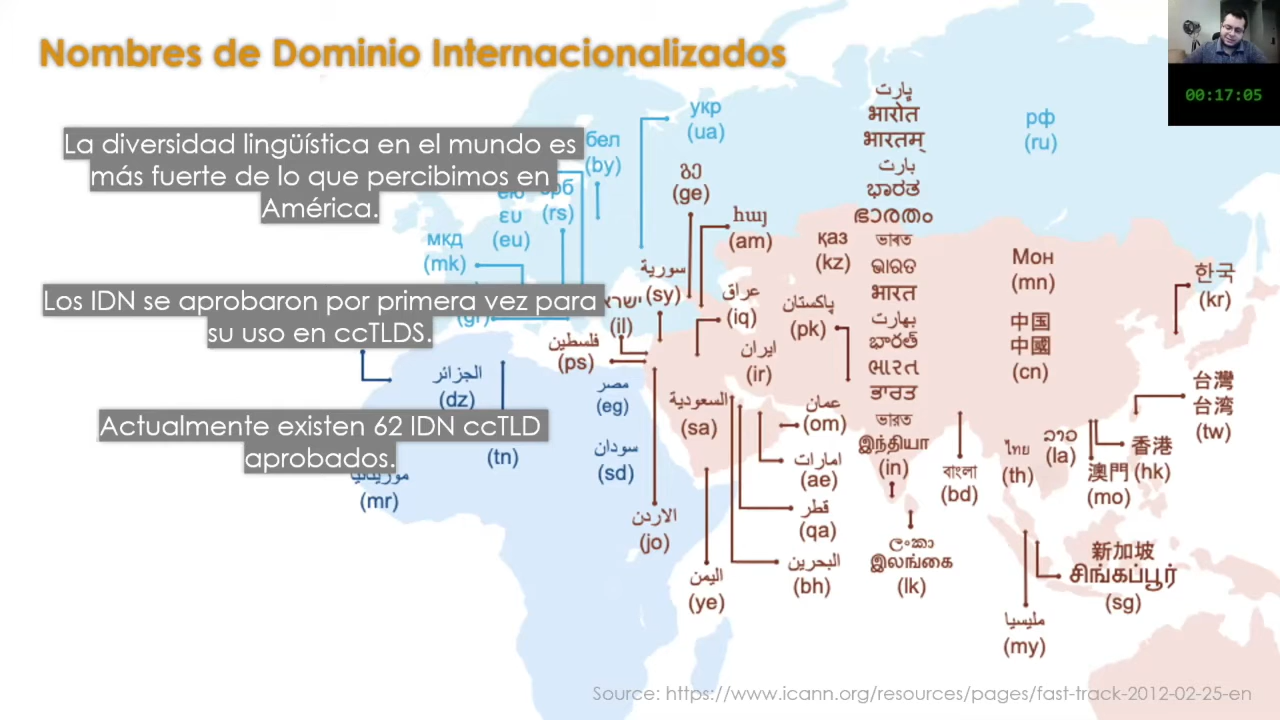 Nombres de Dominio Internacionalizados
00:17:05
La diversidad lingüística en el mundo es
más fuerte de lo que percibimos en
América.
Los IDN se aprobaron por primera vez para
su uso en ccTLDS.
Actualmente existen 62 IDN ccTLD
aprobados.
бел
(by)
укр
(ua)
рф
(ru)
ευ
(eu)
(rs)
мкд
(mk)
გე
(ge)
հայ
(am)
қаз
(kz)
Мон
(mn)
한국
(kr)
سورية
(sy)
عراق
(iq)
پاکستان
(pk)
ایران
(ir)
(il)
فلسطين
(ps)
中国
中國
(cn)
台灣
台湾
(tw)
الجزائر
(dz)
مصر
(eg)
السعودية
(sa)
عمان
(om)
امارات
(ae)
قطر
(qa)
البحرين
(bh)
سودان
(sd)
(tn)
موريتانيا
(mr)
الاردن
(jo)
اليمن
(ye)
ڀارت
भारोत
भारतम्
بارت
ಭಾರತ
ഭാരതം
ভাৰত
ଭାରତ
भारत
بھارت
భారత్
ભારત
ਭਾਰਤ
ভারত
இந்தியா
(in)
বাংলা
(bd)
ไทย
(th)
ລາວ
(la)
香港
(hk)
澳門
(mo)
ලංකා
இலங்கை
(lk)
新加坡
சிங்கப்பூர்
(sg)
مليسيا
(my)
Source: https://www.icann.org/resources/pages/fast-track-2012-02-25-en